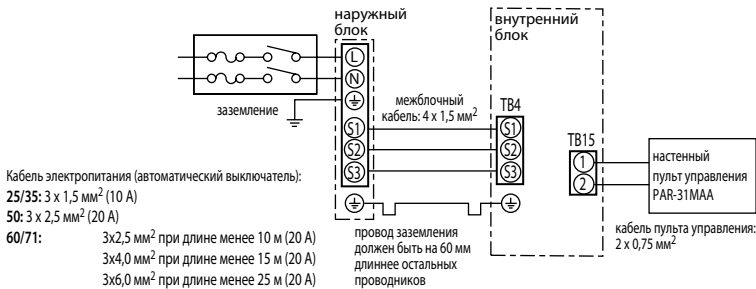 наружный
блок
внутренний
блок
L
N
заземление
межблочный
кабель: 4 x 1,5 мм²
TB4
S1
S2
S3
S1
S2
S3
TB15
1
2
настенный
пульт управления
PAR-31MAA
кабель пульта управления:
2 x 0,75 мм²
провод заземления
должен быть на 60 мм
длиннее остальных
проводников
Кабель электропитания (автоматический выключатель):
25/35: 3 x 1,5 мм² (10 А)
50: 3 x 2,5 мм² (20 А)
60/71: 3x2,5 мм² при длине менее 10 м (20 А)
3x4,0 мм² при длине менее 15 м (20 А)
3x6,0 мм² при длине менее 25 м (20 А)